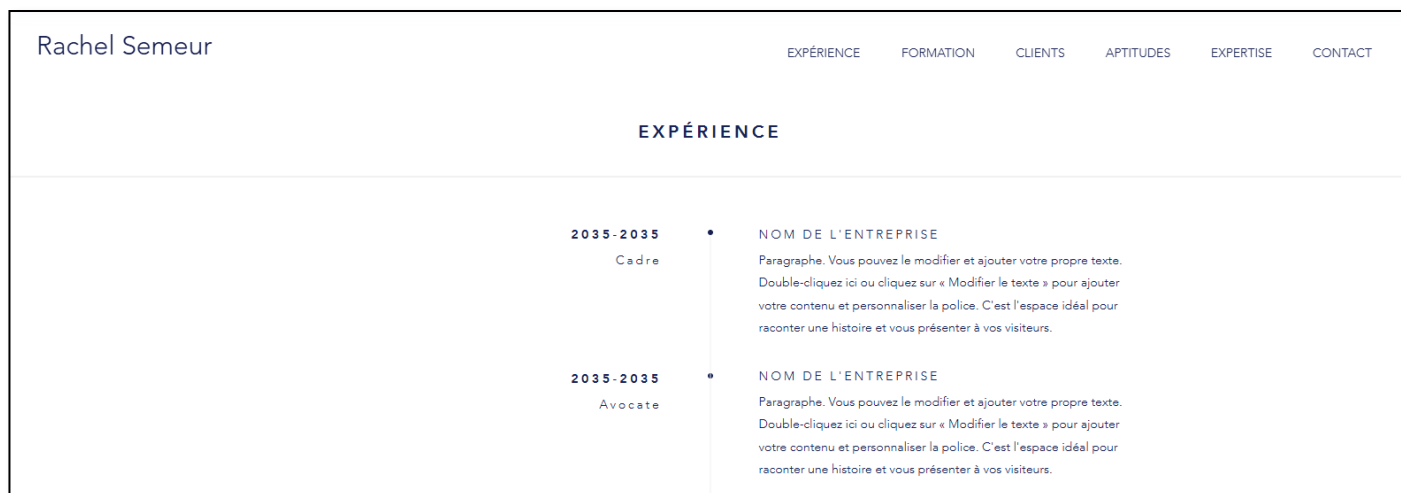 Rachel Semeur
EXPÉRIENCE FORMATION CLIENTS APTITUDES EXPERTISE CONTACT
EXPÉRIENCE
2035-2035
Cadre
NOM DE L'ENTREPRISE
Paragraphe. Vous pouvez le modifier et ajouter votre propre texte.
Double-cliquez ici ou cliquez sur « Modifier le texte » pour ajouter
votre contenu et personnaliser la police. C'est l'espace idéal pour
raconter une histoire et vous présenter à vos visiteurs.
2035-2035
Avocate
NOM DE L'ENTREPRISE
Paragraphe. Vous pouvez le modifier et ajouter votre propre texte.
Double-cliquez ici ou cliquez sur « Modifier le texte » pour ajouter
votre contenu et personnaliser la police. C'est l'espace idéal pour
raconter une histoire et vous présenter à vos visiteurs.